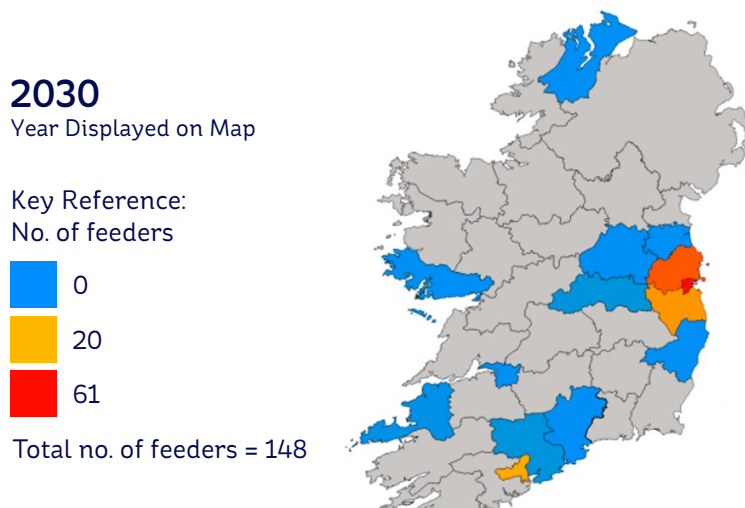 2030
Year Displayed on Map
Key Reference:
No. of feeders
0
20
61
Total no. of feeders = 148